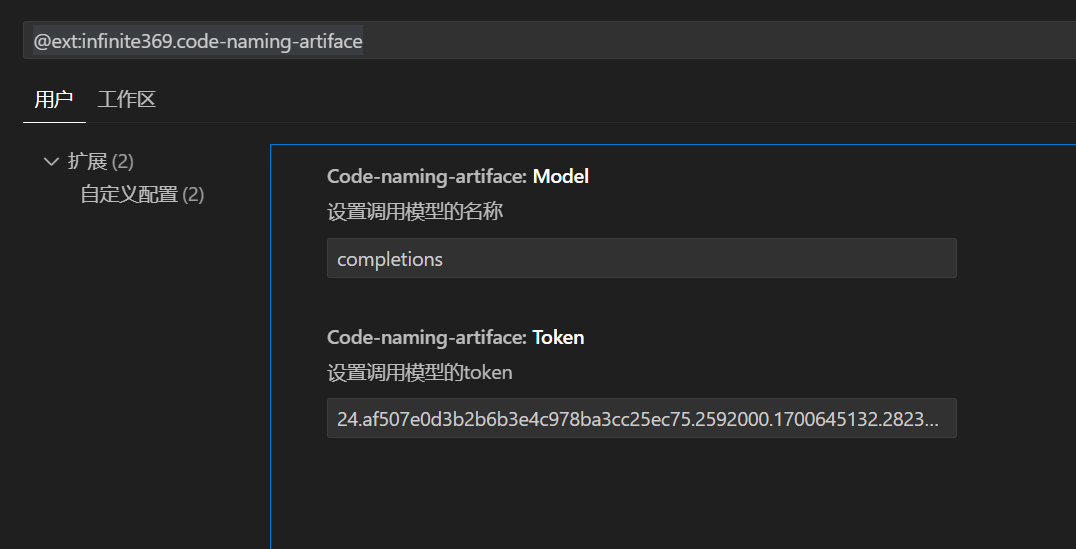 @ext:infinite369.code-naming-artiface
用户 工作区
扩展 (2)
自定义配置 (2)
Code-naming-artiface: Model
设置调用模型的名称
completions
Code-naming-artiface: Token
设置调用模型的token
24.af507e0d3b2b6b3e4c978ba3cc25ec75.2592000.1700645132.2823...